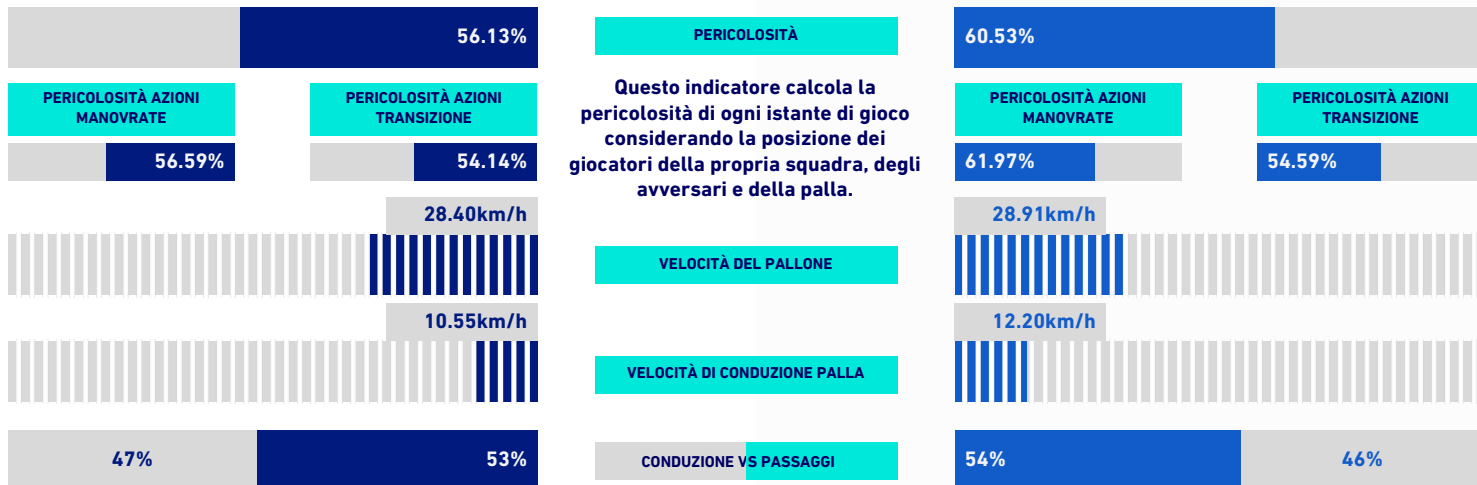 56.13%
PERICOLOSITÀ
60.53%
PERICOLOSITÀ AZIONI
MANOVRATE
PERICOLOSITÀ AZIONI
TRANSIZIONE
56.59%
54.14%
Questo indicatore calcola la
pericolosità di ogni istante di gioco
considerando la posizione dei
giocatori della propria squadra, degli
avversari e della palla.
PERICOLOSITÀ AZIONI
MANOVRATE
PERICOLOSITÀ AZIONI
TRANSIZIONE
61.97%
54.59%
28.40km/h
VELOCITÀ DEL PALLONE
28.91km/h
10.55km/h
VELOCITÀ DI CONDUZIONE PALLA
12.20km/h
47%
53%
CONDUZIONE VS PASSAGGI
54%
46%